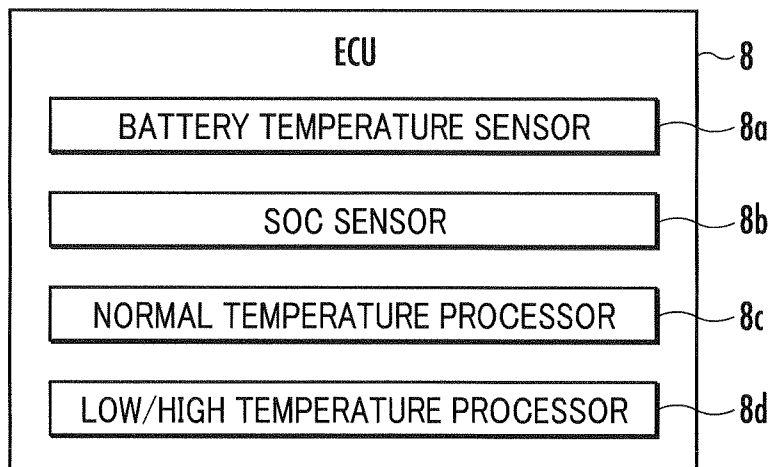 ECU 8
BATTERY TEMPERATURE SENSOR 8a
SOC SENSOR 8b
NORMAL TEMPERATURE PROCESSOR 8c
LOW/HIGH TEMPERATURE PROCESSOR 8d